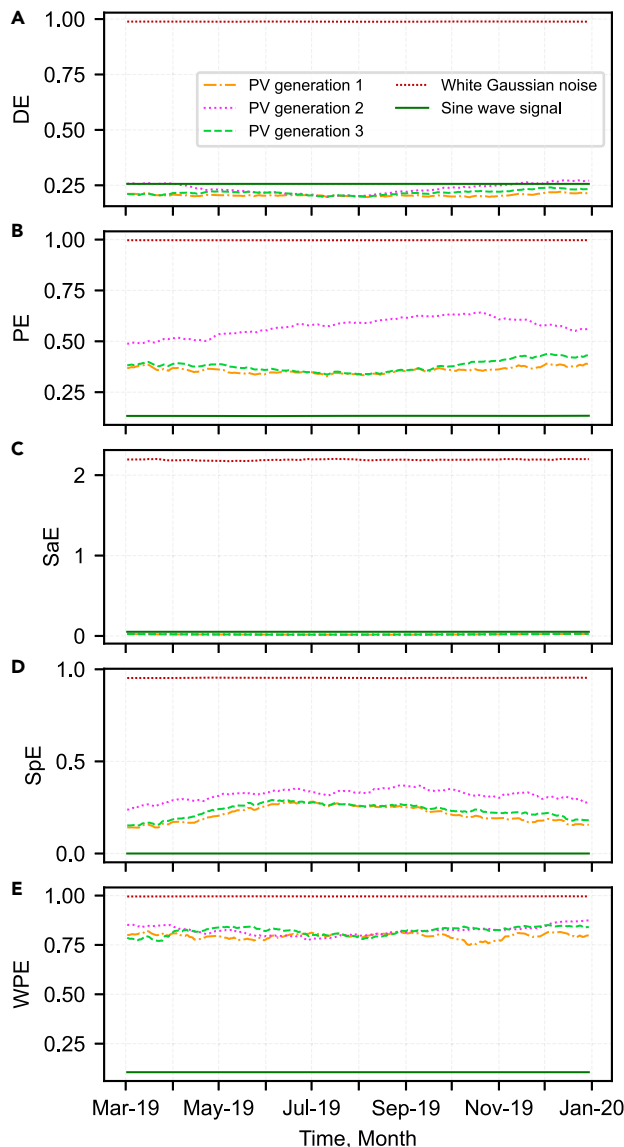 A
1.00
0.75
0.50
0.25
DE
PV generation 1
PV generation 2
PV generation 3
White Gaussian noise
Sine wave signal
B
1.00
0.75
0.50
0.25
PE
C
2
1
0
SaE
D
1.0
0.5
0.0
SpE
E
1.00
0.75
0.50
0.25
WPE
Mar-19 May-19 Jul-19 Sep-19 Nov-19 Jan-20
Time, Month